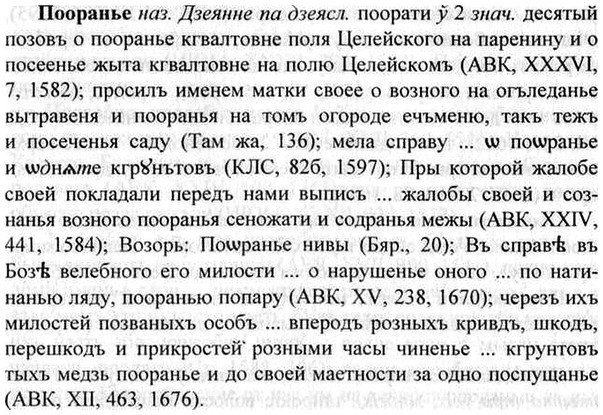 Пооранье наз. Дзеянне па дзеясл. поорати ў 2 знач. десятый
позовъ о пооранье кгвалтовне поля Целейского на паренину и о
посеенье жыта кгвалтовне на полю Целейскомъ (АВК, XXXVI,
7, 1582); просилъ именем матки своее о возного на огъледанье
вытравеня и пооранья на томъ огороде ечъменю, такъ тежъ
и посеченья саду (Там жа, 136); мела справу ... ѡ поѡранье
и ѡднѧте кгрꙋнътовъ (КЛС, 82б, 1597); Пры которой жалобе
своей покладали передъ нами выписъ ... жалобы своей и соз-
нанья возного пооранья сеножати и содранья межы (АВК, XXIV,
441, 1584); Возоръ: Поѡранье нивы (Бяр., 20); Въ справѣ въ
Бозѣ велебного его милости ... о нарушенье оного ... по нати-
нанью ляду, пооранью попару (АВК, XV, 238, 1670); черезъ ихъ
милостей позваныхъ особъ ... впередъ розныхъ кривдъ, шкодъ,
перешкодъ и прикростей розными часы чиненье ... кгрунтовъ
тыхъ медзь пооранье и до своей маетности за одно поспущанье
(АВК, XII, 463, 1676).